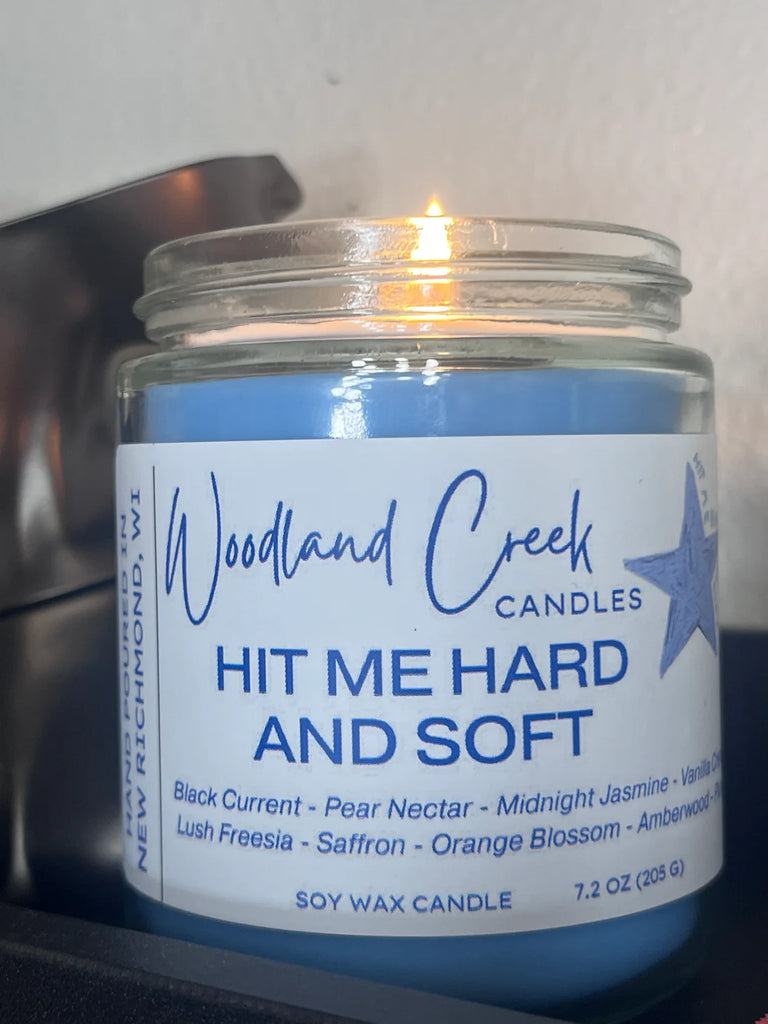 Woodland Creek
CANDLES
HIT ME HARD
AND SOFT
Black Current - Pear Nectar - Midnight Jasmine - Vanilla
Lush Freesia - Saffron - Orange Blossom - Amberwood -
SOY WAX CANDLE
7.2 OZ (205 G)
HAND POURED IN
NEW RICHMOND, WI